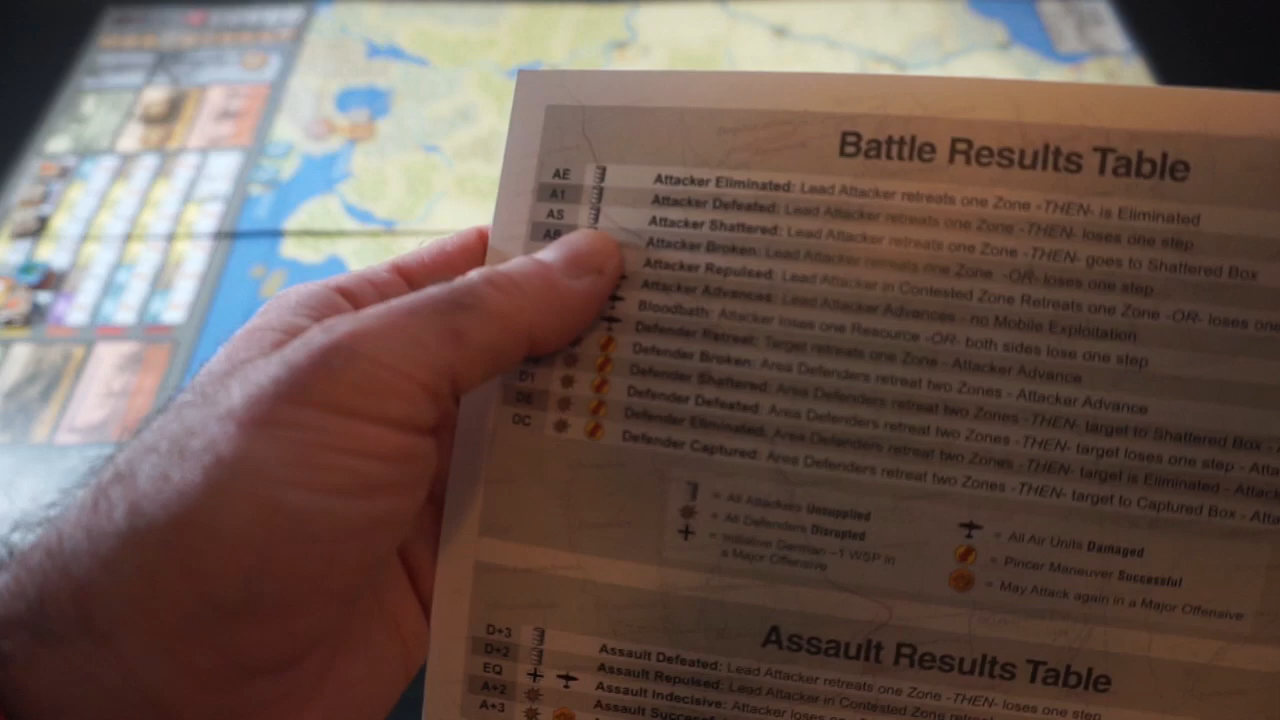 Battle Results Table
AE Attacker Eliminated: Lead Attacker retreats one Zone -THEN- is Eliminated
A1 Attacker Defeated: Lead Attacker retreats one Zone -THEN- loses one step
AS Attacker Shattered: Lead Attacker retreats one Zone -THEN- goes to Shattered Box
Attacker Broken: Lead Attacker retreats one Zone -OR- loses one step
Attacker Repulsed: Lead Attacker in Contested Zone Retreats one Zone -OR- loses one
Attacker Advances: Lead Attacker Advances - no Mobile Exploitation
Bloodbath: Attacker loses one Resource -OR- both sides lose one step
Defender Retreat: Target retreats one Zone - Attacker Advance
Defender Broken: Area Defenders retreat two Zones - Attacker Advance
Defender Shattered: Area Defenders retreat two Zones -THEN- target to Shattered Box -
D1 Defender Defeated: Area Defenders retreat two Zones -THEN- target loses one step -
DE Defender Eliminated: Area Defenders retreat two Zones -THEN- target is Eliminated -
DC Defender Captured: Area Defenders retreat two Zones -THEN- target to Captured Box -
= All Attackers Unsupplied
= All Defenders Disrupted
= Initiative German -1 WSP in
a Major Offensive
= All Air Units Damaged
= Pincer Maneuver Successful
= May Attack again in a Major Offensive
Assault Results Table
D+3 Assault Defeated: Lead Attacker retreats one Zone -THEN- loses one step
D+2 Assault Repulsed: Lead Attacker in Contested Zone
EQ Assault Indecisive: Attacker loses
A+2 Assault
A+3